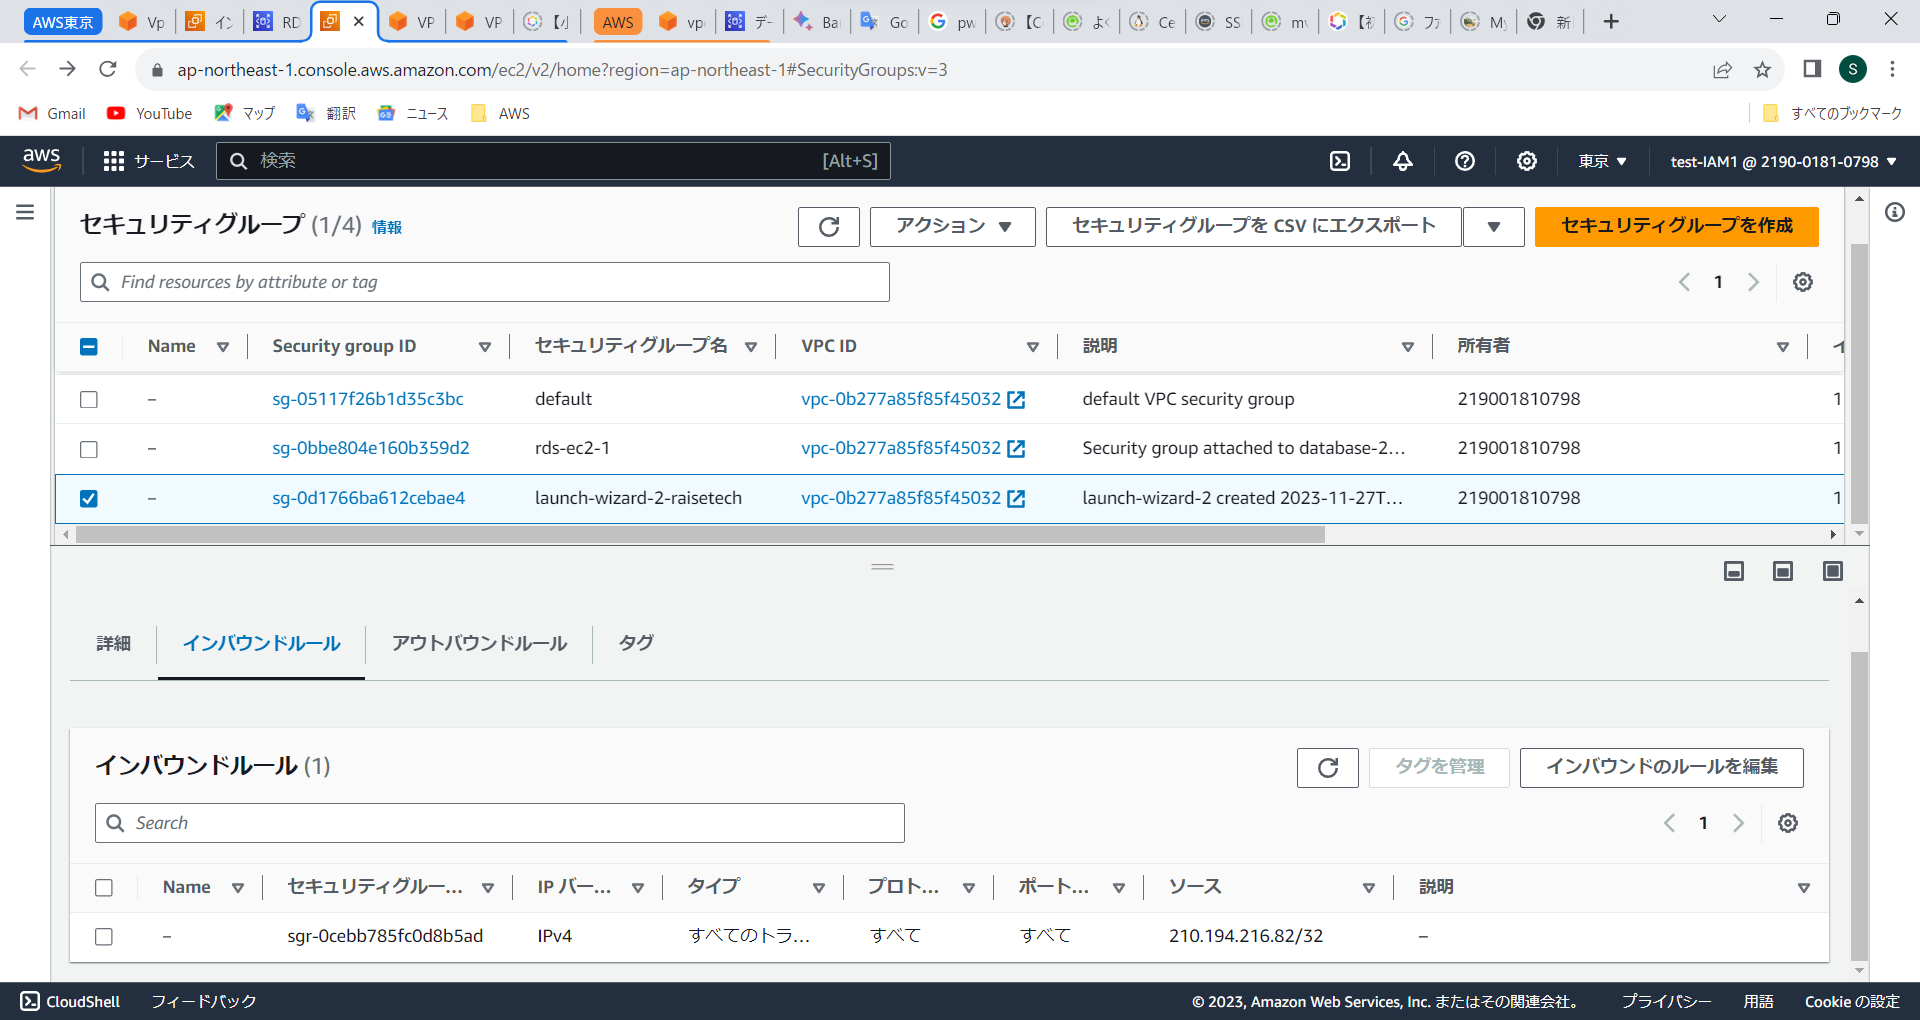 AWS東京
Vp
イン
RD
VP
VP
AWS
vp
デー
Ba
Go
pw
よく
Ce
SS
my
【初
ファ
My
新
ap-northeast-1.console.aws.amazon.com/ec2/v2/home?region=ap-northeast-1#SecurityGroups:v=3
S
Gmail
YouTube
マップ
翻訳
ニュース
AWS
すべてのブックマーク
aws
サービス
検索
[Alt+S]
東京
test-IAM1 @ 2190-0181-0798
セキュリティグループ (1/4) 情報
アクション
セキュリティグループを CSV にエクスポート
セキュリティグループを作成
Find resources by attribute or tag
1
Name Security group ID セキュリティグループ名 VPC ID 説明 所有者
– sg-05117f26b1d35c3bc default vpc-0b277a85f85f45032 default VPC security group 219001810798 1
– sg-0bbe804e160b359d2 rds-ec2-1 vpc-0b277a85f85f45032 Security group attached to database-2... 219001810798 1
– sg-0d1766ba612cebae4 launch-wizard-2-raisetech vpc-0b277a85f85f45032 launch-wizard-2 created 2023-11-27T... 219001810798 1
詳細
インバウンドルール
アウトバウンドルール
タグ
インバウンドルール (1)
タグを管理
インバウンドのルールを編集
Search
1
Name セキュリティグルー... IP バー... タイプ プロト... ポート... ソース 説明
– sgr-0cebb785fc0d8b5ad IPv4 すべてのトラ... すべて すべて 210.194.216.82/32 –
CloudShell
フィードバック
© 2023, Amazon Web Services, Inc. またはその関連会社。
プライバシー
用語
Cookie の設定